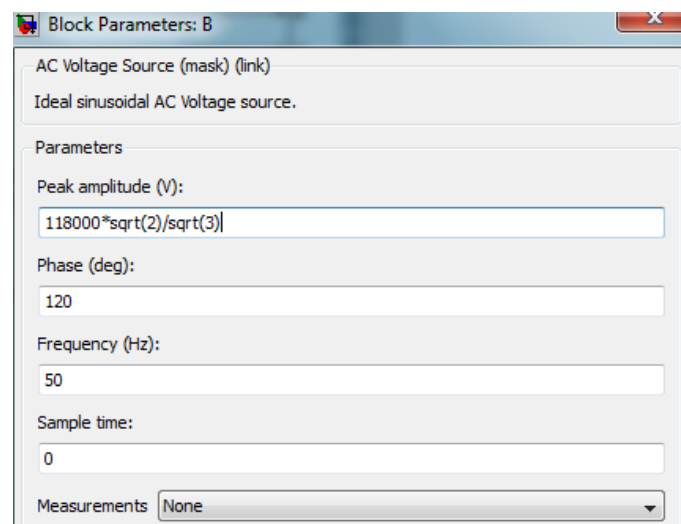 Block Parameters: B
AC Voltage Source (mask) (link)
Ideal sinusoidal AC Voltage source.
Parameters
Peak amplitude (V):
118000*sqrt(2)/sqrt(3)
Phase (deg):
120
Frequency (Hz):
50
Sample time:
0
Measurements None